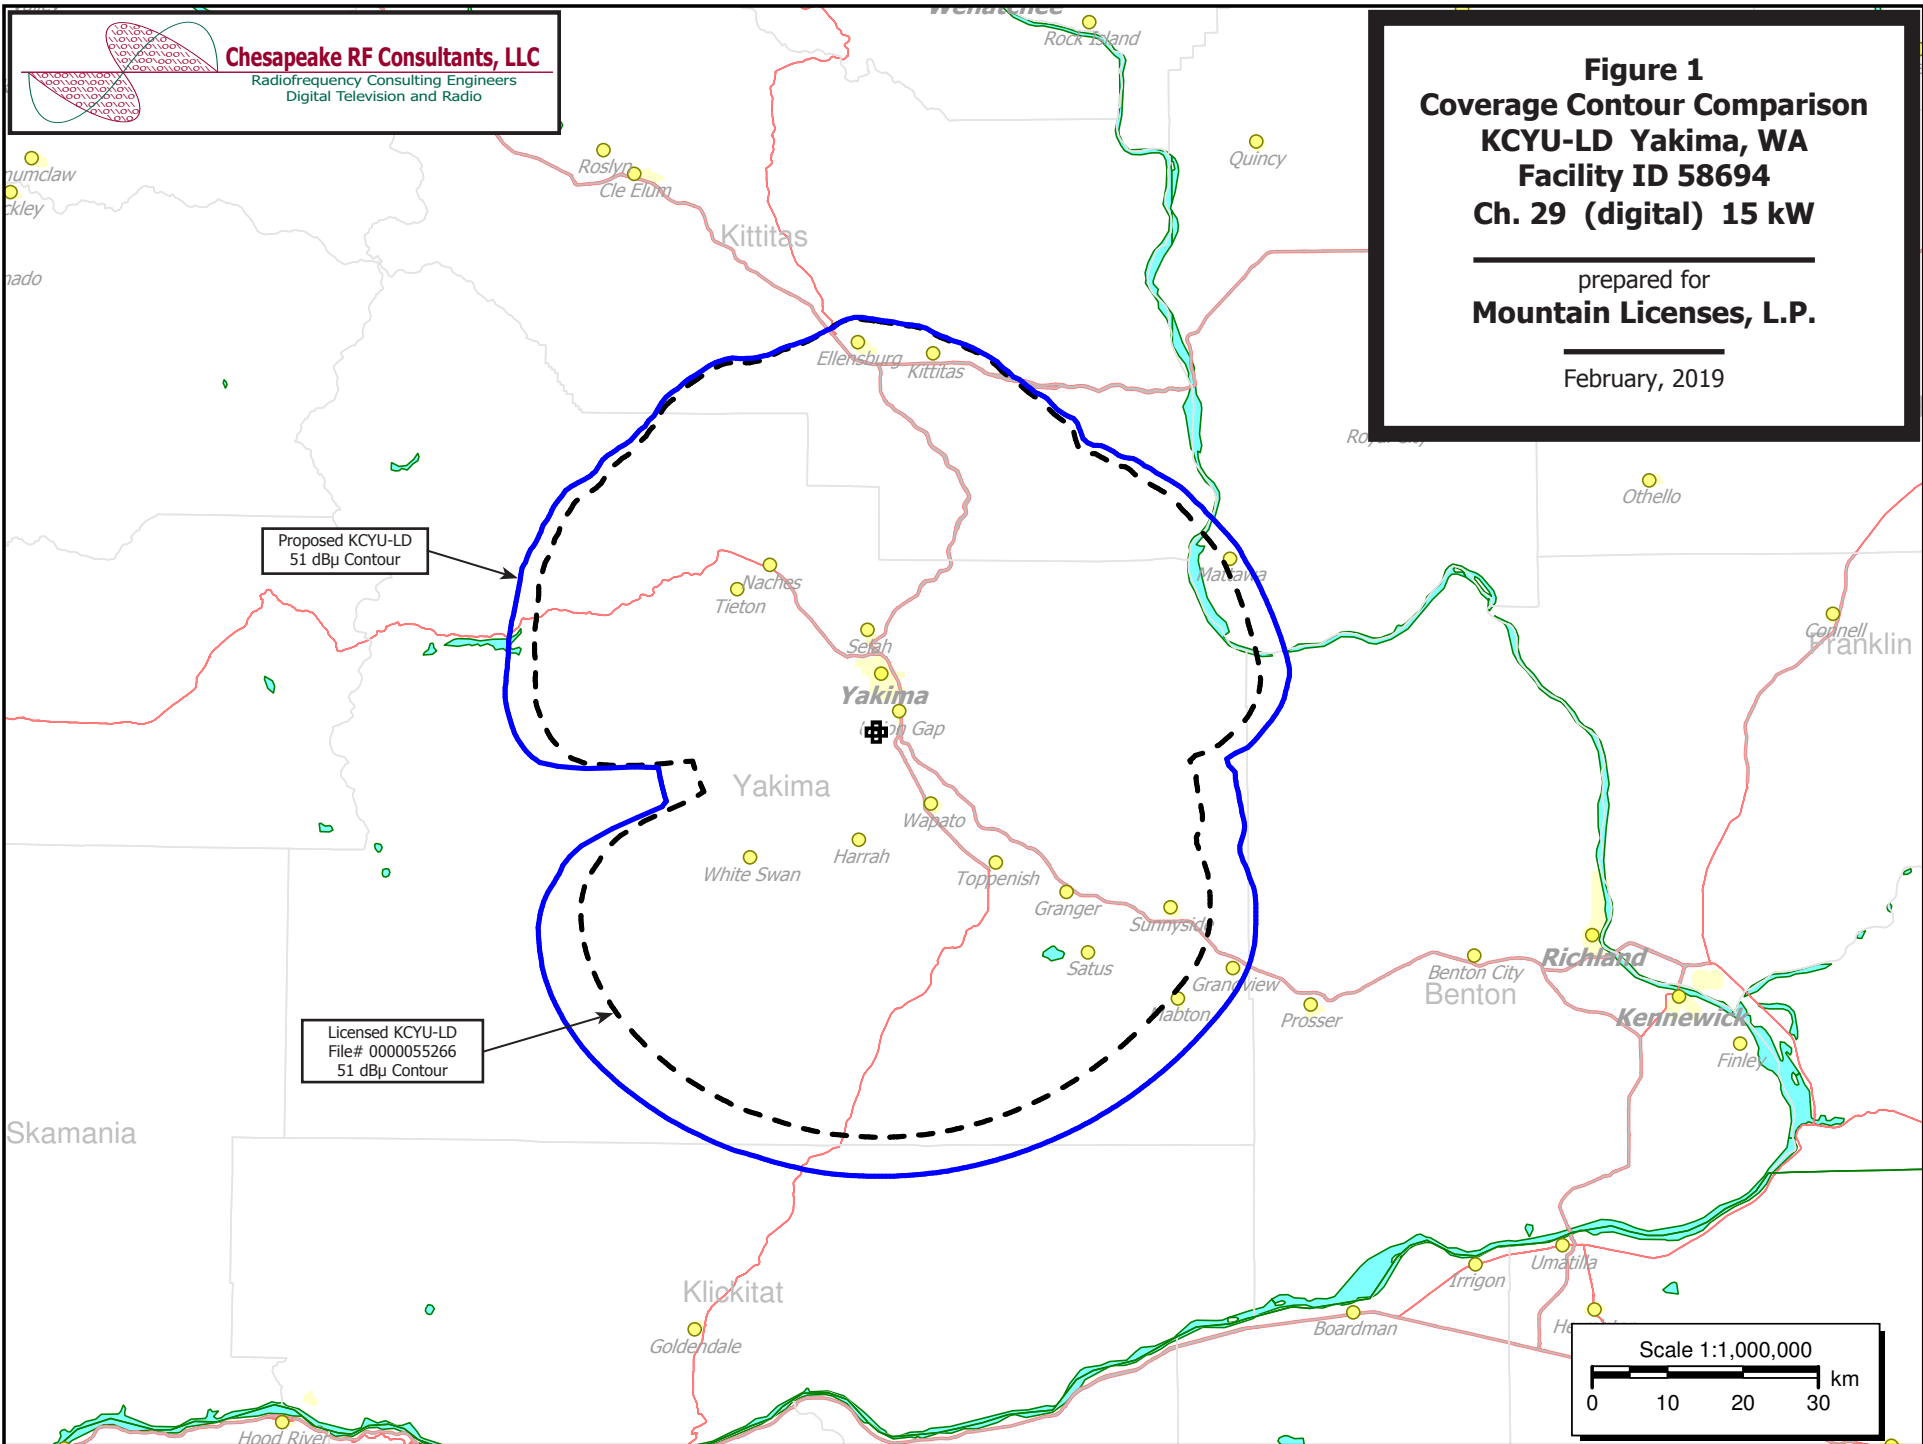 Chesapeake RF Consultants, LLC
Radiofrequency Consulting Engineers
Digital Television and Radio
Figure 1
Coverage Contour Comparison
KCYU-LD Yakima, WA
Facility ID 58694
Ch. 29 (digital) 15 kW
prepared for
Mountain Licenses, L.P.
February, 2019
Rock Island
Quincy
Roslyn
Cle Elum
Kittitas
Ellensburg
Kittitas
Othello
Proposed KCYU-LD
51 dBµ Contour
Naches
Tieton
Mattawa
Selah
Connell
Franklin
Yakima
Union Gap
Yakima
Wapato
Harrah
White Swan
Toppenish
Granger
Sunnyside
Satus
Grandview
Prosser
Benton City
Richland
Benton
Kennewick
Finley
Licensed KCYU-LD
File# 0000055266
51 dBµ Contour
Skamania
Klickitat
Goldendale
Umatilla
Irrigon
Boardman
Hood River
Scale 1:1,000,000
0 10 20 30 km